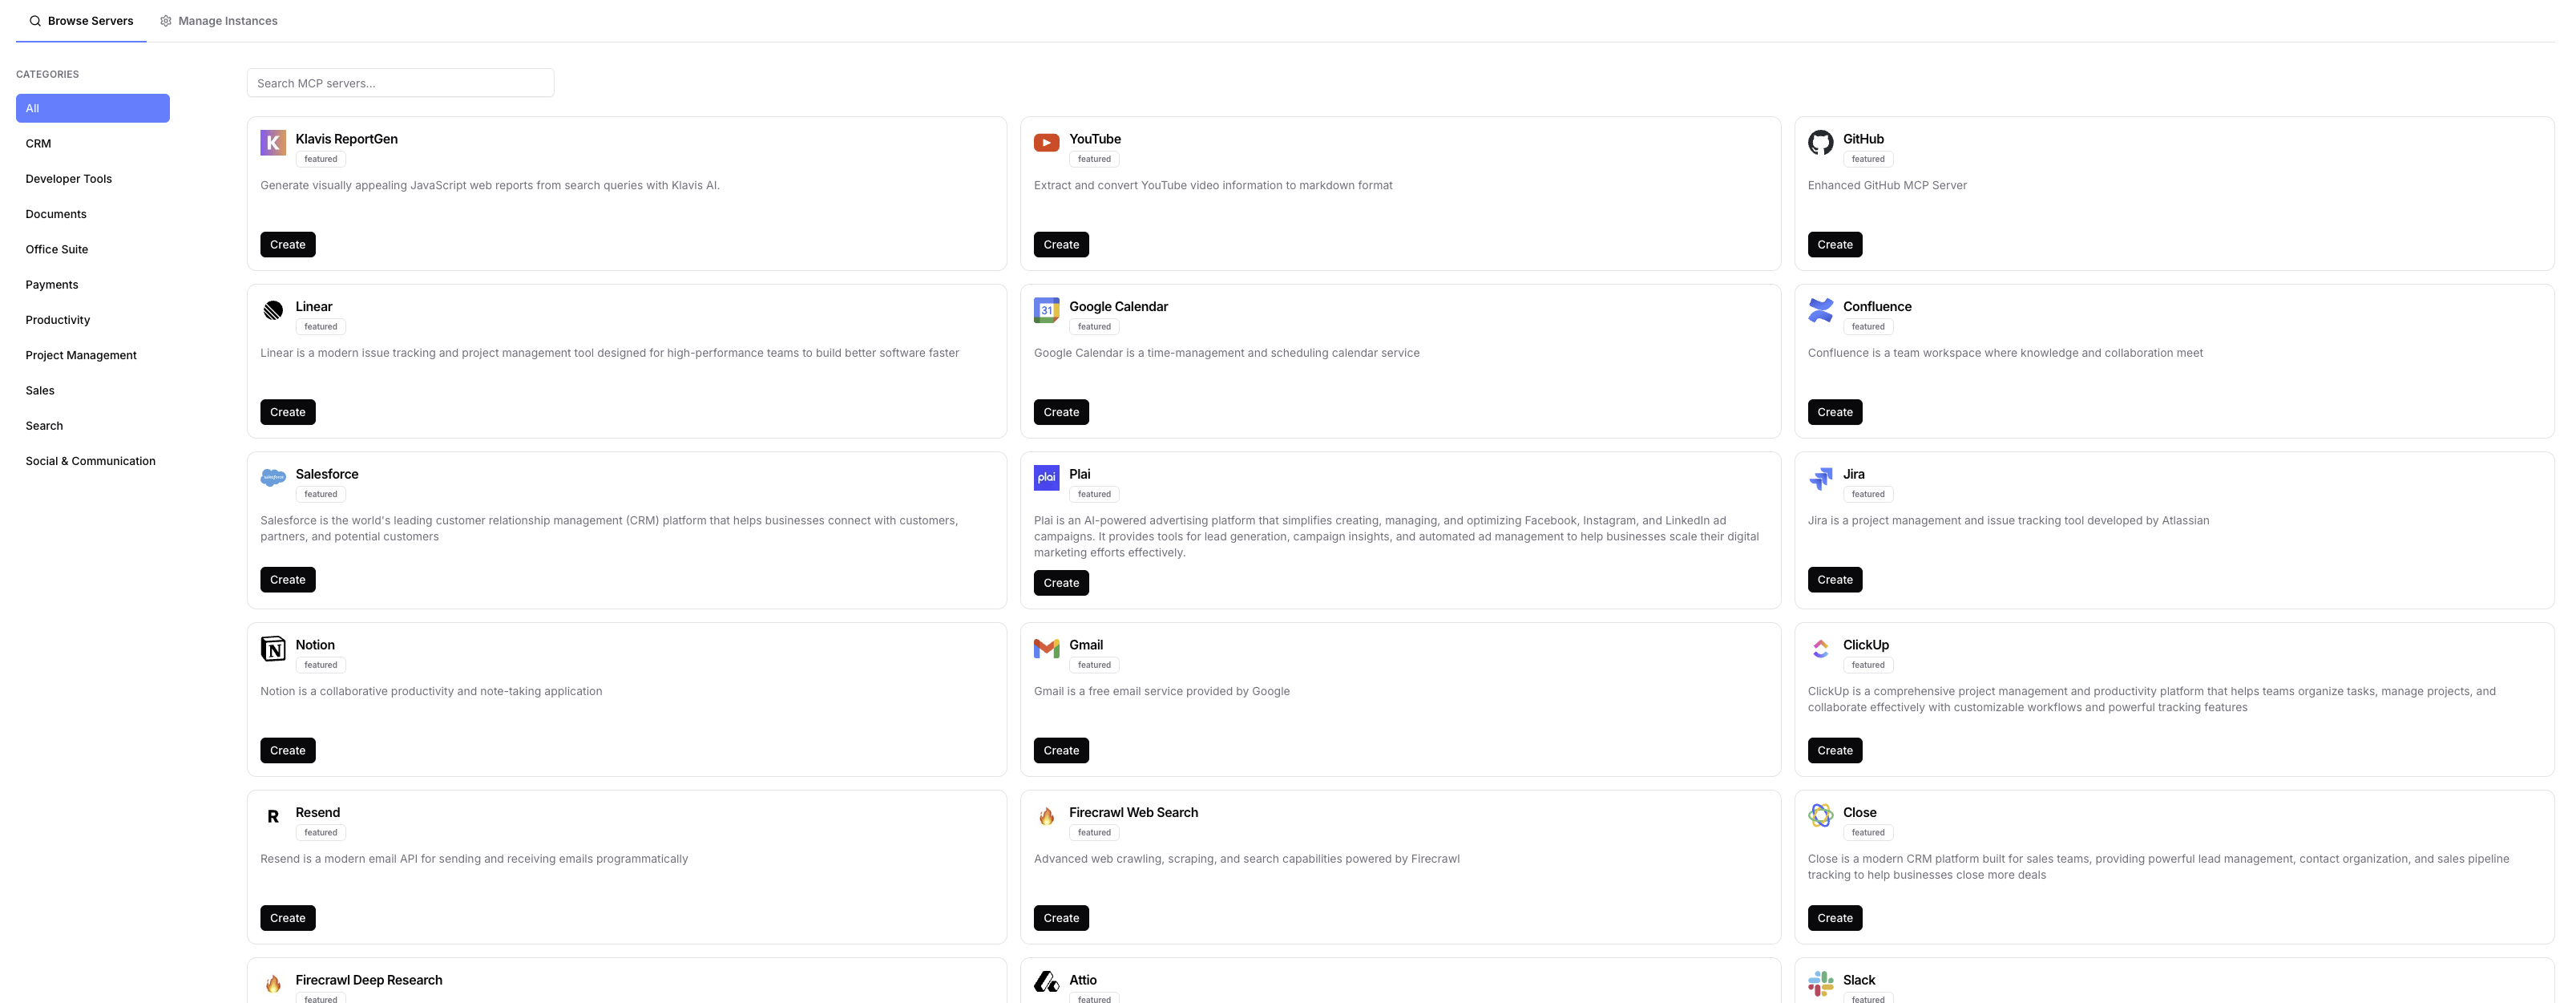 Browse Servers
Manage Instances
CATEGORIES
All
CRM
Developer Tools
Documents
Office Suite
Payments
Productivity
Project Management
Sales
Search
Social & Communication
Search MCP servers...
K
Klavis ReportGen
featured
Generate visually appealing JavaScript web reports from search queries with Klavis AI.
Create
YouTube
featured
Extract and convert YouTube video information to markdown format
Create
GitHub
featured
Enhanced GitHub MCP Server
Create
Linear
featured
Linear is a modern issue tracking and project management tool designed for high-performance teams to build better software faster
Create
31
Google Calendar
featured
Google Calendar is a time-management and scheduling calendar service
Create
Confluence
featured
Confluence is a team workspace where knowledge and collaboration meet
Create
salesforce
Salesforce
featured
Salesforce is the world's leading customer relationship management (CRM) platform that helps businesses connect with customers,
partners, and potential customers
Create
plai
Plai
featured
Plai is an AI-powered advertising platform that simplifies creating, managing, and optimizing Facebook, Instagram, and LinkedIn ad
campaigns. It provides tools for lead generation, campaign insights, and automated ad management to help businesses scale their digital
marketing efforts effectively.
Create
Jira
featured
Jira is a project management and issue tracking tool developed by Atlassian
Create
N
Notion
featured
Notion is a collaborative productivity and note-taking application
Create
Gmail
featured
Gmail is a free email service provided by Google
Create
ClickUp
featured
ClickUp is a comprehensive project management and productivity platform that helps teams organize tasks, manage projects, and
collaborate effectively with customizable workflows and powerful tracking features
Create
R
Resend
featured
Resend is a modern email API for sending and receiving emails programmatically
Create
Firecrawl Web Search
featured
Advanced web crawling, scraping, and search capabilities powered by Firecrawl
Create
Close
featured
Close is a modern CRM platform built for sales teams, providing powerful lead management, contact organization, and sales pipeline
tracking to help businesses close more deals
Create
Firecrawl Deep Research
featured
Attio
featured
Slack
featured